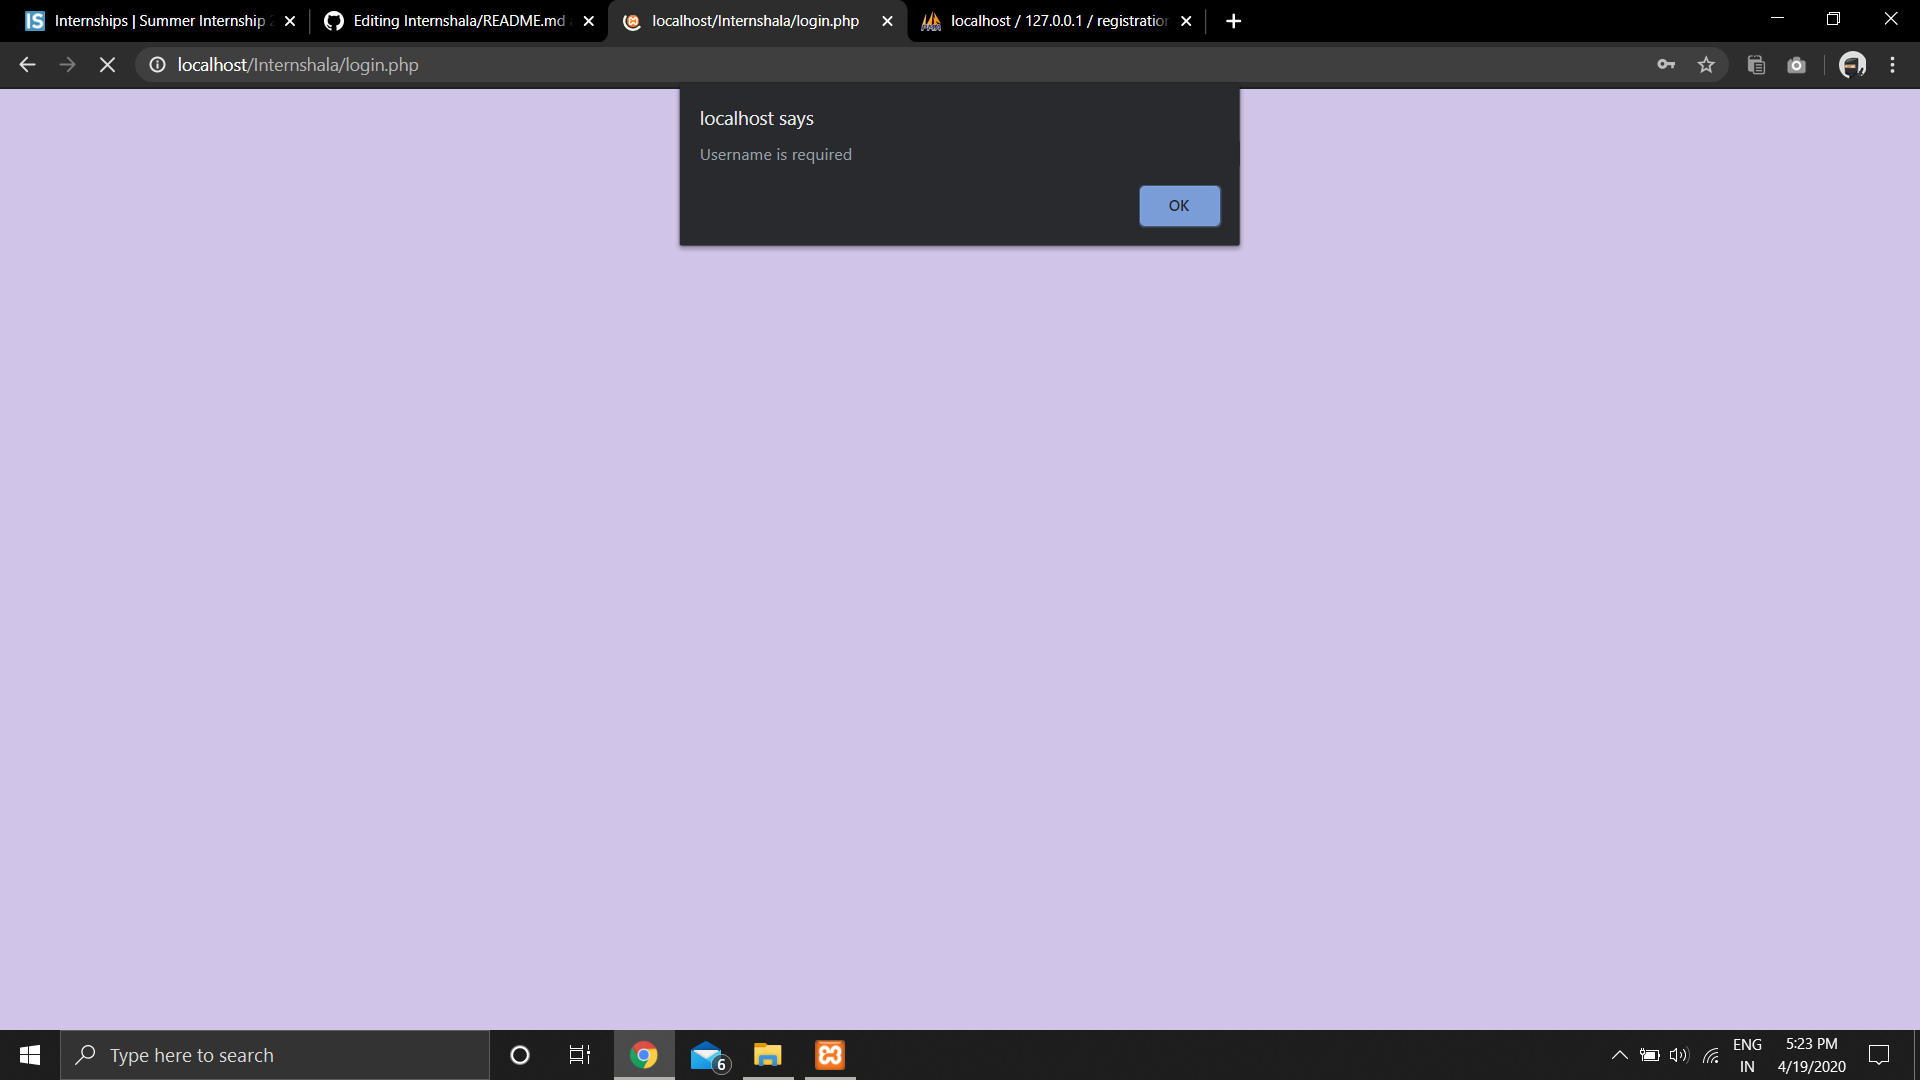 IS Internships | Summer Internship
Editing Internshala/README.md
localhost/Internshala/login.php
localhost / 127.0.0.1 / registration
localhost/Internshala/login.php
localhost says
Username is required
OK
Type here to search
6
ENG
IN
5:23 PM
4/19/2020